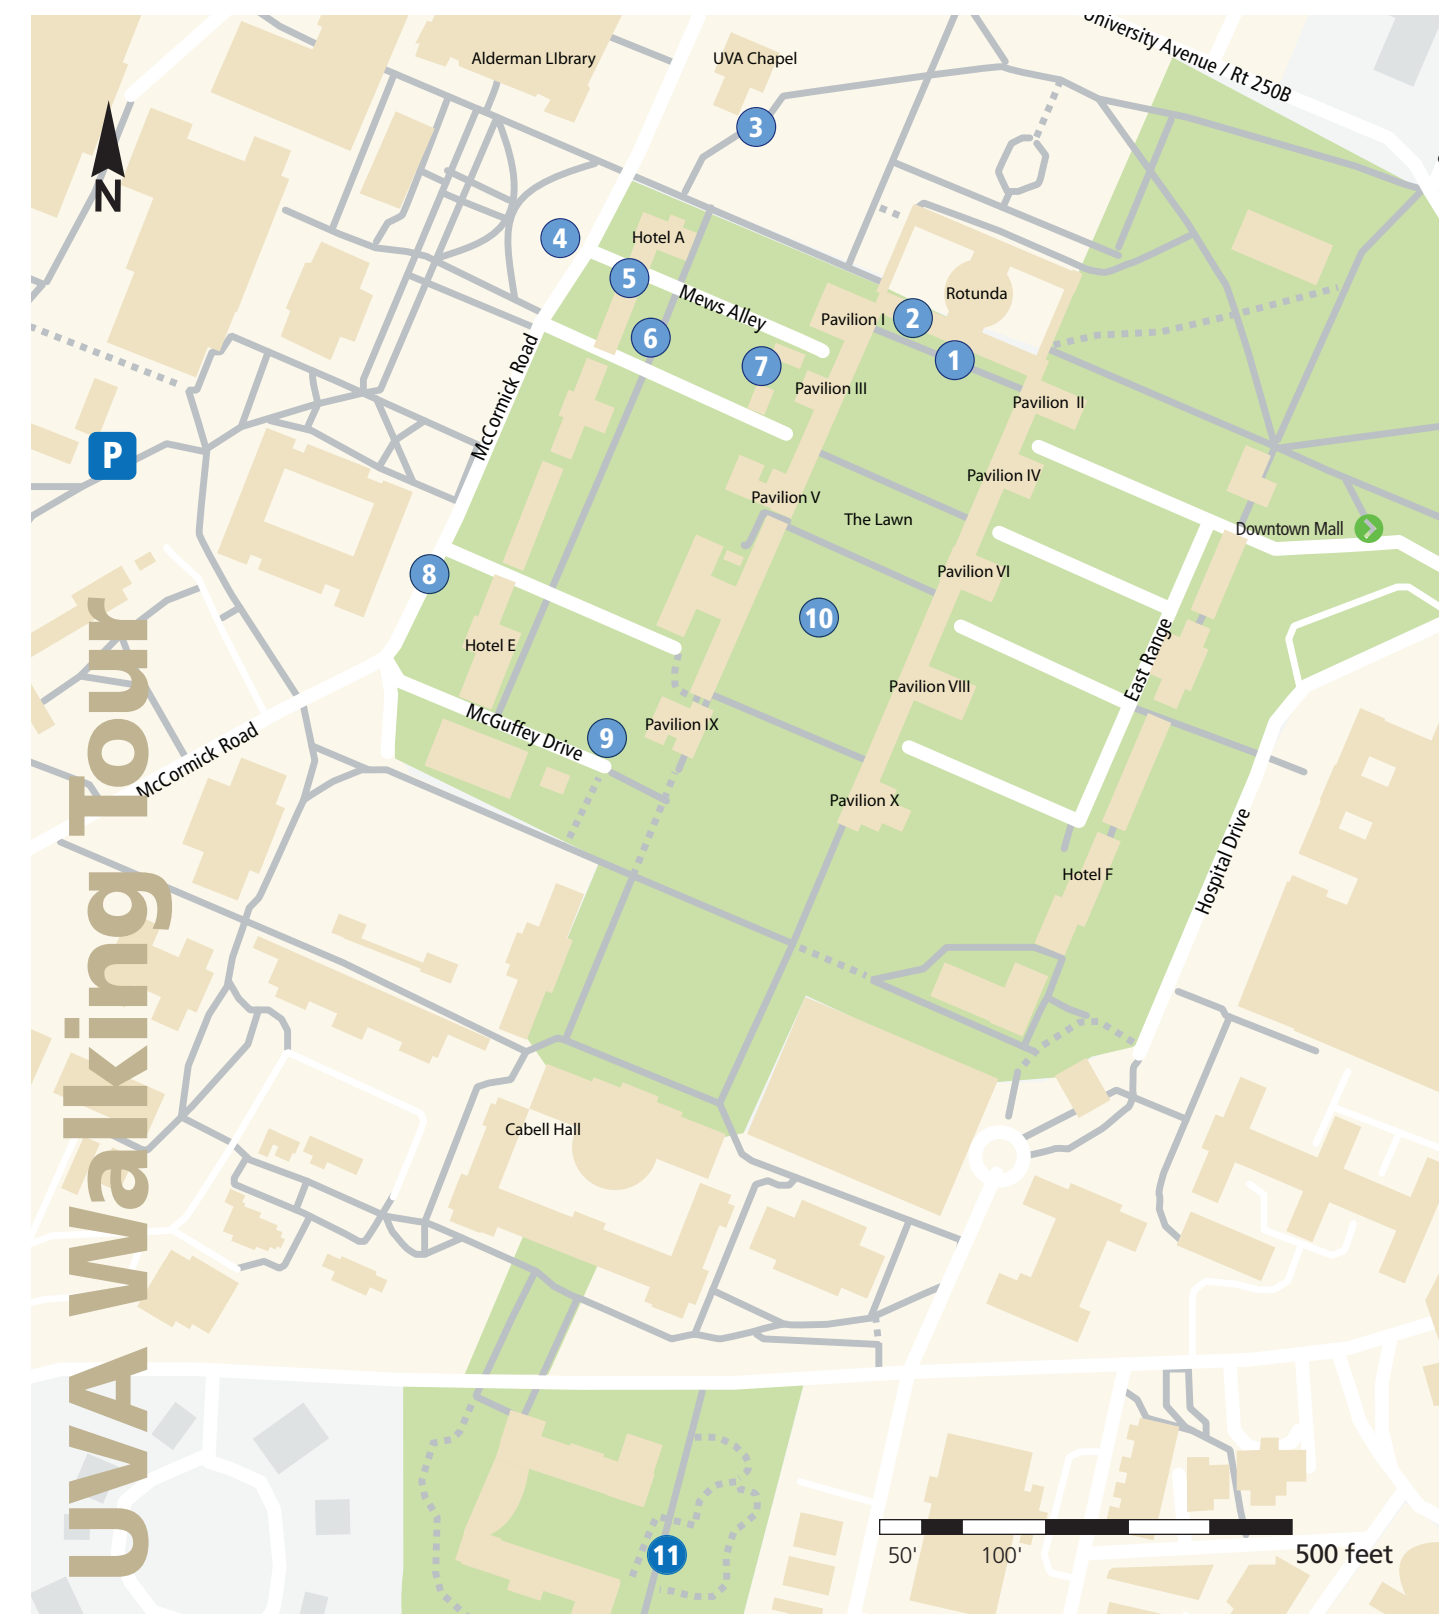 University Avenue / Rt 250B
Alderman LIbrary
UVA Chapel
3
N
4
Hotel A
5
Mews Alley
Rotunda
Pavilion I
2
6
1
7
Pavilion III
Pavilion II
McCormick Road
P
Pavilion IV
Pavilion V
The Lawn
Downtown Mall
8
Pavilion VI
10
Hotel E
East Range
Pavilion VIII
McGuffey Drive
9
Pavilion IX
McCormick Road
Pavilion X
Hospital Drive
Hotel F
UVA Walking Tour
Cabell Hall
11
50'
100'
500 feet